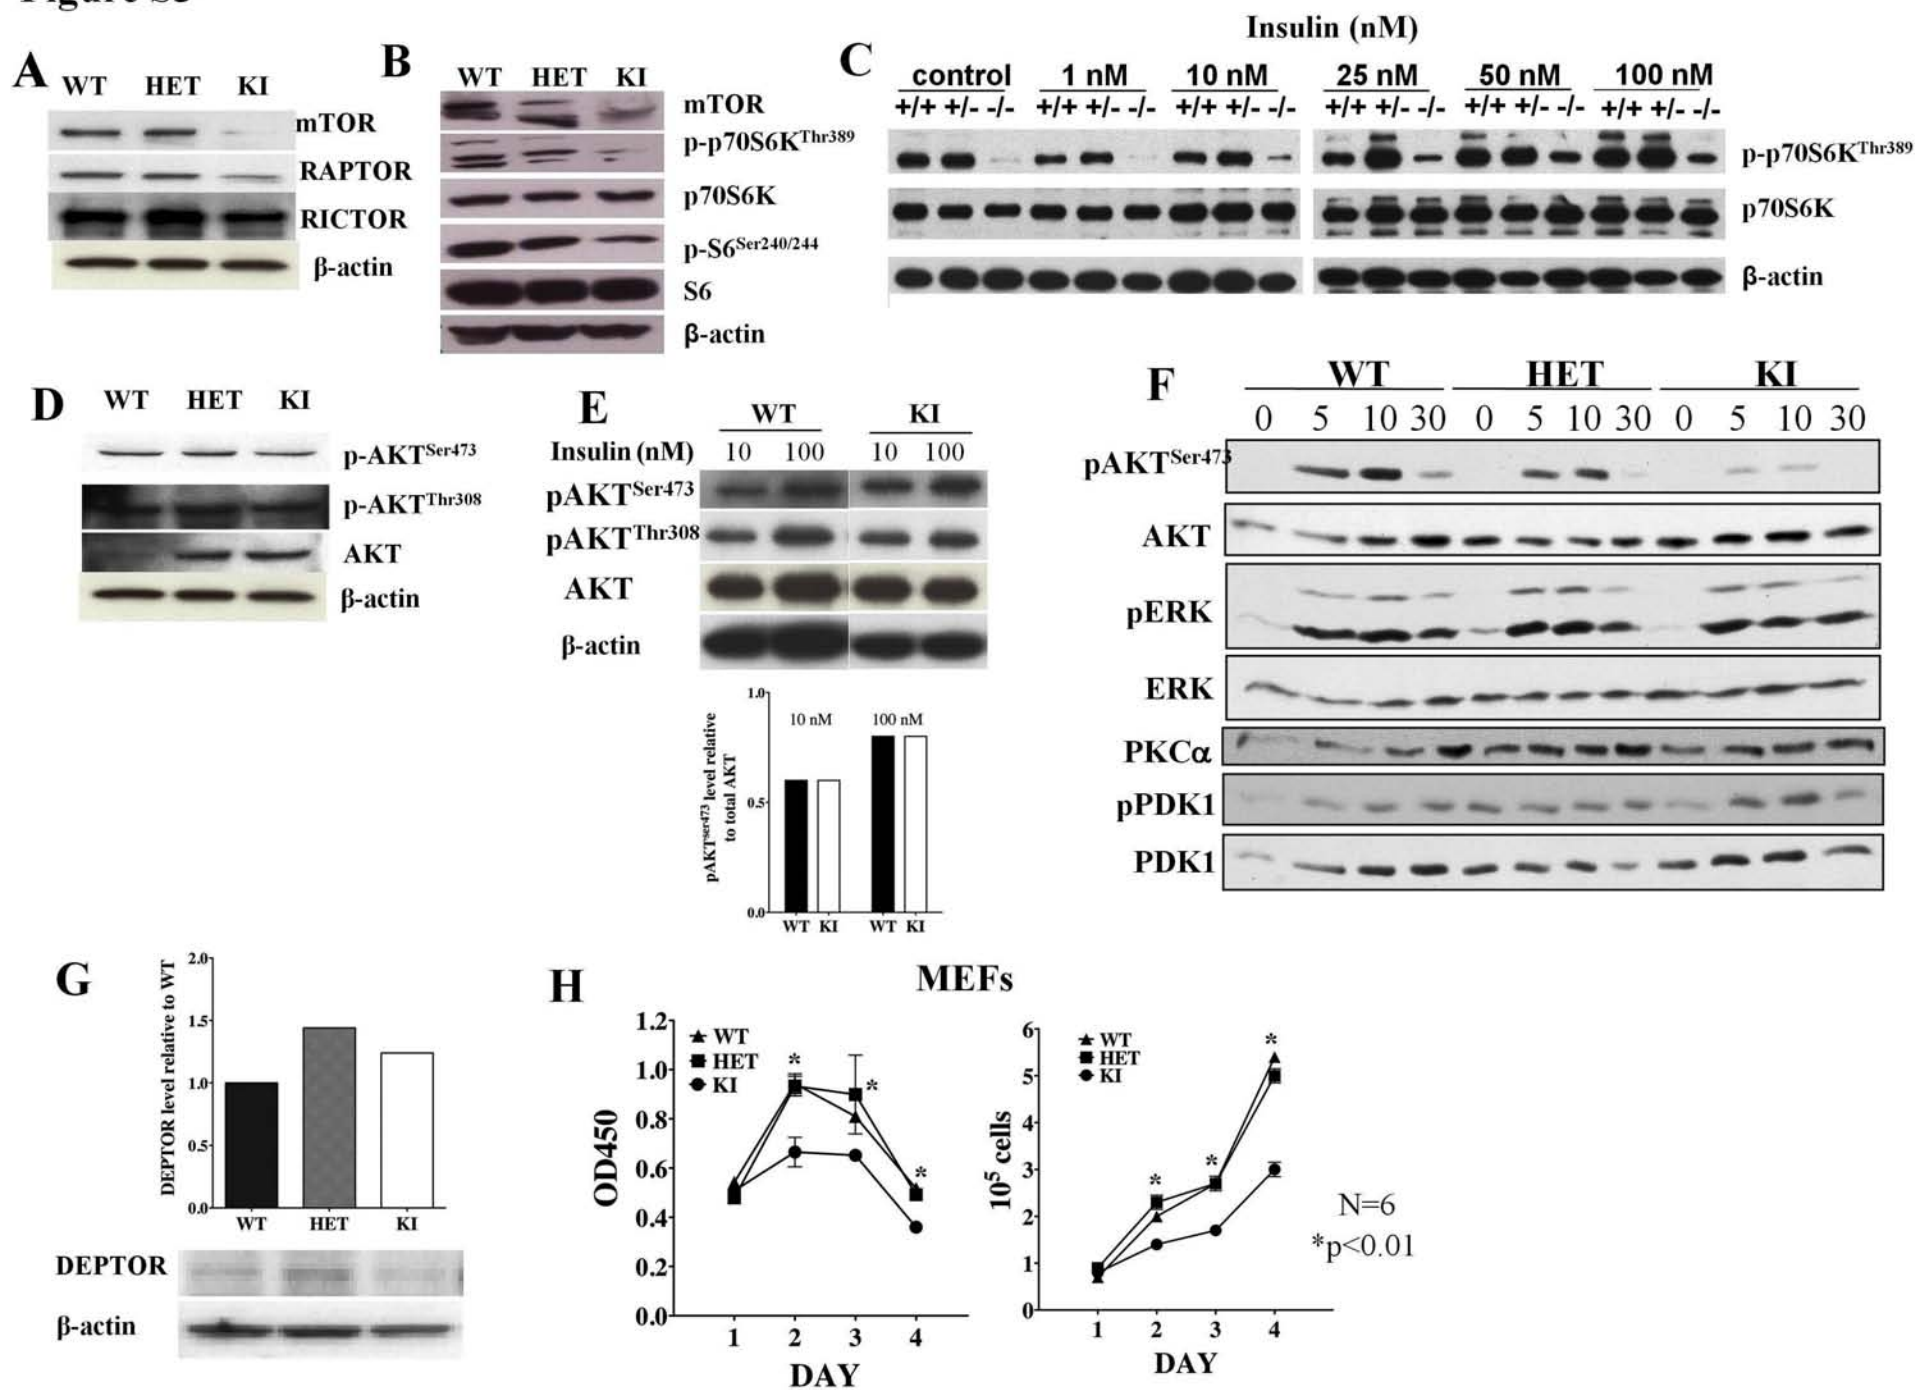 Figure S3
A
WT HET KI
mTOR
RAPTOR
RICTOR
β-actin
B
WT HET KI
mTOR
p-p70S6KThr389
p70S6K
p-S6Ser240/244
S6
β-actin
C
Insulin (nM)
control 1 nM 10 nM 25 nM 50 nM 100 nM
+/+ +/- -/- +/+ +/- -/- +/+ +/- -/- +/+ +/- -/- +/+ +/- -/- +/+ +/- -/-
p-p70S6KThr389
p70S6K
β-actin
D
WT HET KI
p-AKTSer473
p-AKTThr308
AKT
β-actin
E
WT KI
Insulin (nM) 10 100 10 100
pAKTSer473
pAKTThr308
AKT
β-actin
1.0
0.5
0.0
pAKTser473 level relative
to total AKT
10 nM 100 nM
WT KI WT KI
F
WT HET KI
0 5 10 30 0 5 10 30 0 5 10 30
pAKTSer473
AKT
pERK
ERK
PKCα
pPDK1
PDK1
G
DEPTOR level relative to WT
2.0
1.5
1.0
0.5
0.0
WT HET KI
DEPTOR
β-actin
H
MEFs
OD450
1.2
1.0
0.8
0.6
0.4
0.2
0.0
WT
HET
KI
*
*
*
1 2 3 4
DAY
10⁵ cells
6
5
4
3
2
1
0
WT
HET
KI
*
*
*
1 2 3 4
DAY
N=6
*p<0.01